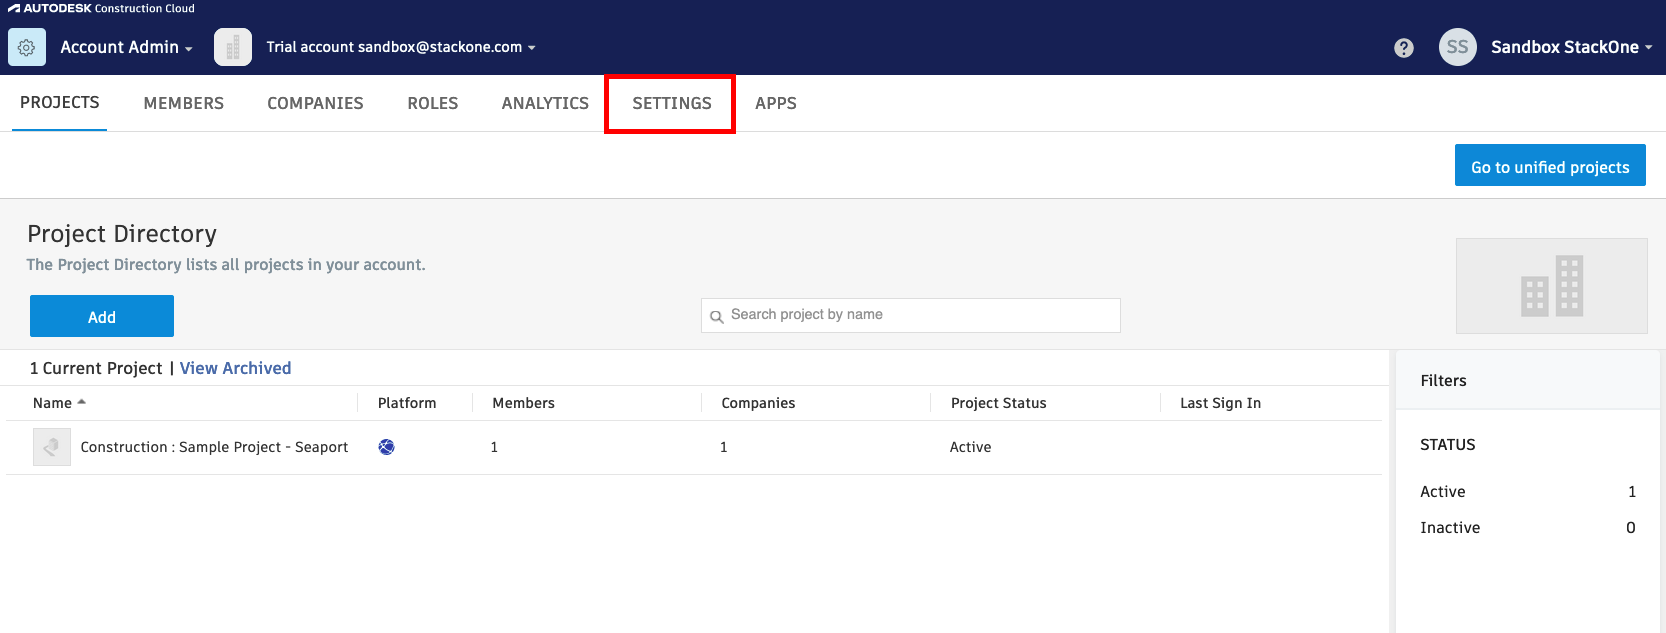 AUTODESK Construction Cloud
Account Admin
Trial account sandbox@stackone.com
?
SS
Sandbox StackOne
PROJECTS
MEMBERS
COMPANIES
ROLES
ANALYTICS
SETTINGS
APPS
Go to unified projects
Project Directory
The Project Directory lists all projects in your account.
Add
Search project by name
1 Current Project | View Archived
Filters
Name
Platform
Members
Companies
Project Status
Last Sign In
Construction : Sample Project - Seaport
1
1
Active
STATUS
Active 1
Inactive 0